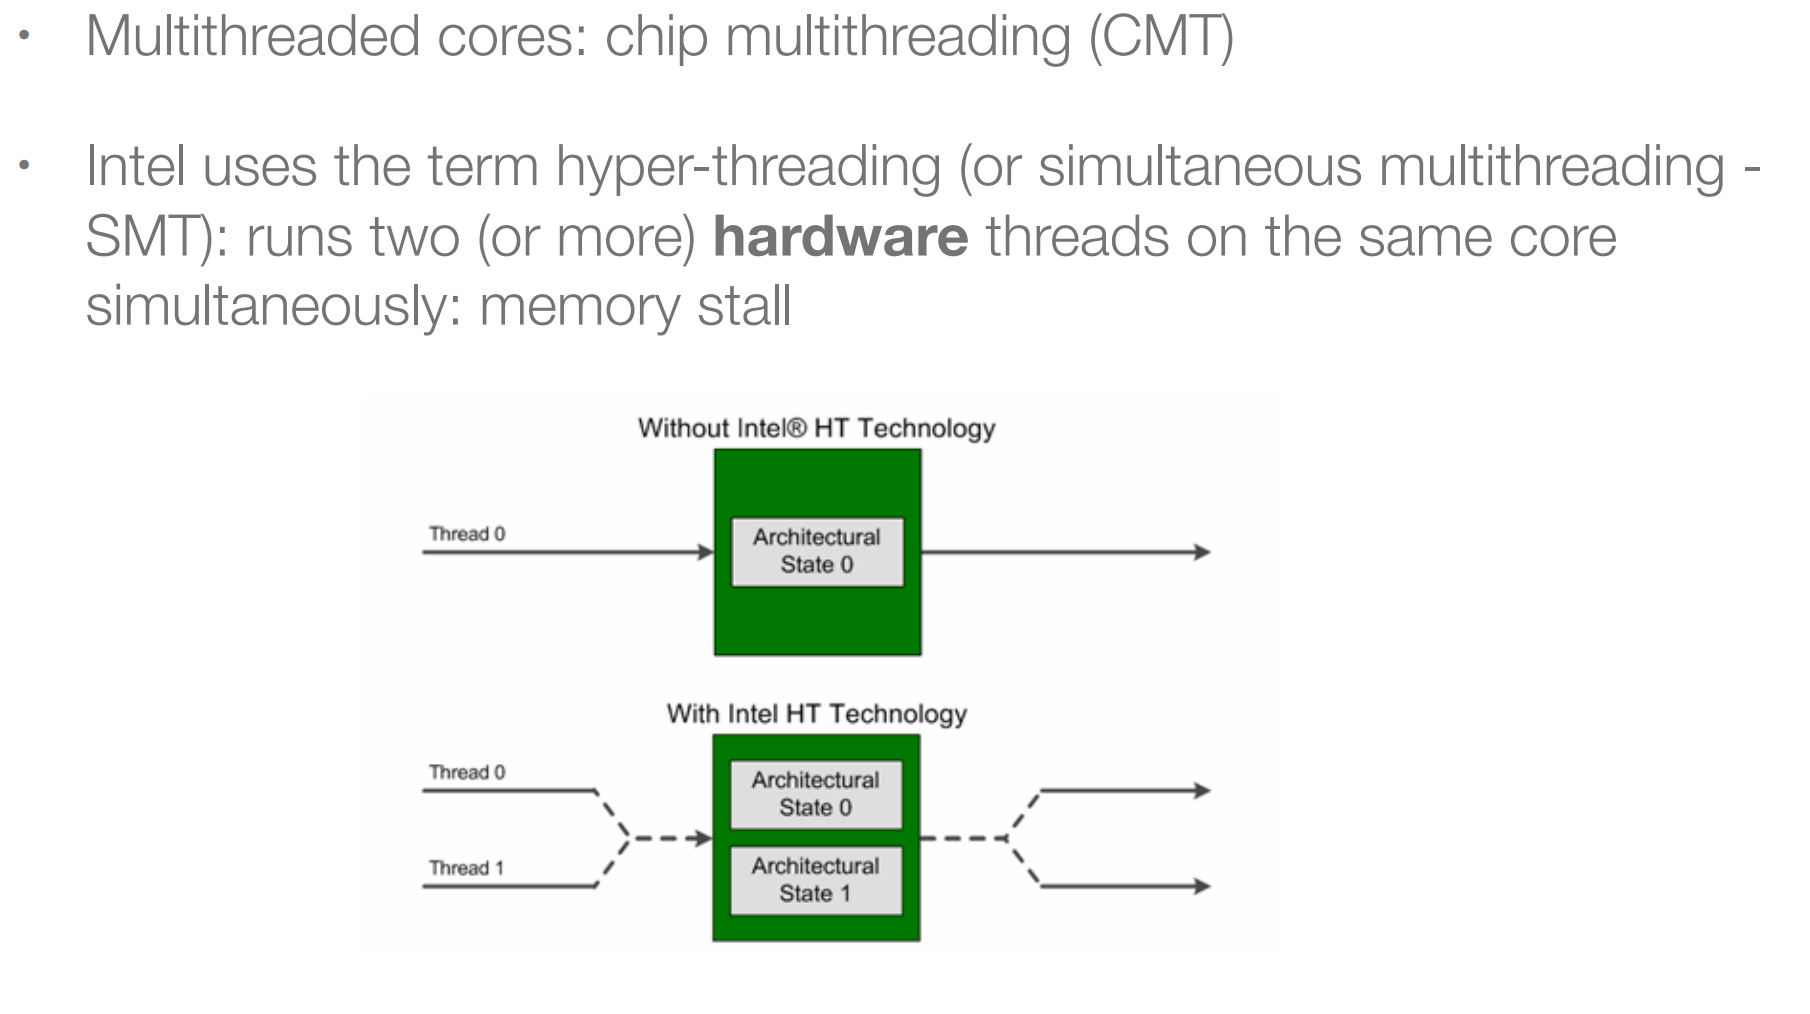 • Multithreaded cores: chip multithreading (CMT)
• Intel uses the term hyper-threading (or simultaneous multithreading -
SMT): runs two (or more) hardware threads on the same core
simultaneously: memory stall
Without Intel® HT Technology
Thread 0
Architectural
State 0
With Intel HT Technology
Thread 0
Architectural
State 0
Thread 1
Architectural
State 1